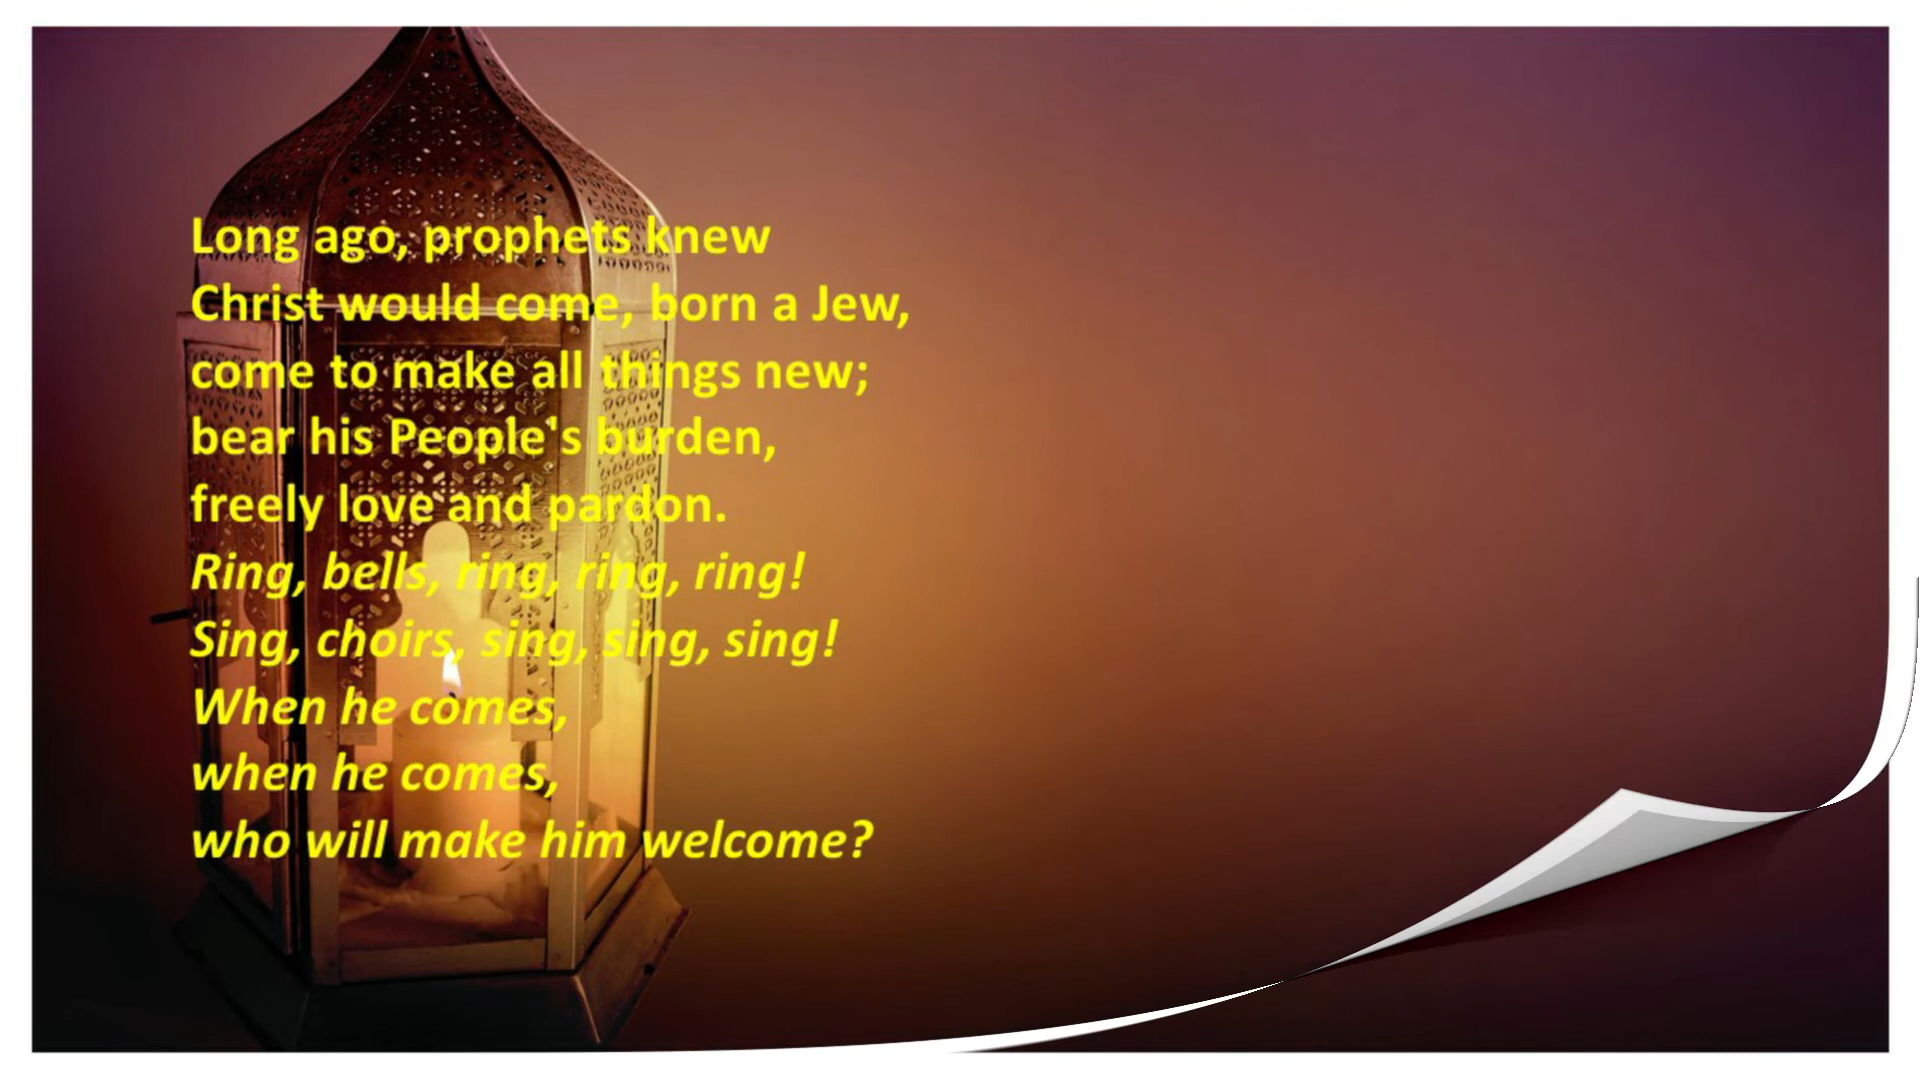 Long ago, prophets knew
Christ would come, born a Jew,
come to make all things new;
bear his People's burden,
freely love and pardon.
Ring, bells, ring, ring, ring!
Sing, choirs, sing, sing, sing!
When he comes,
when he comes,
who will make him welcome?